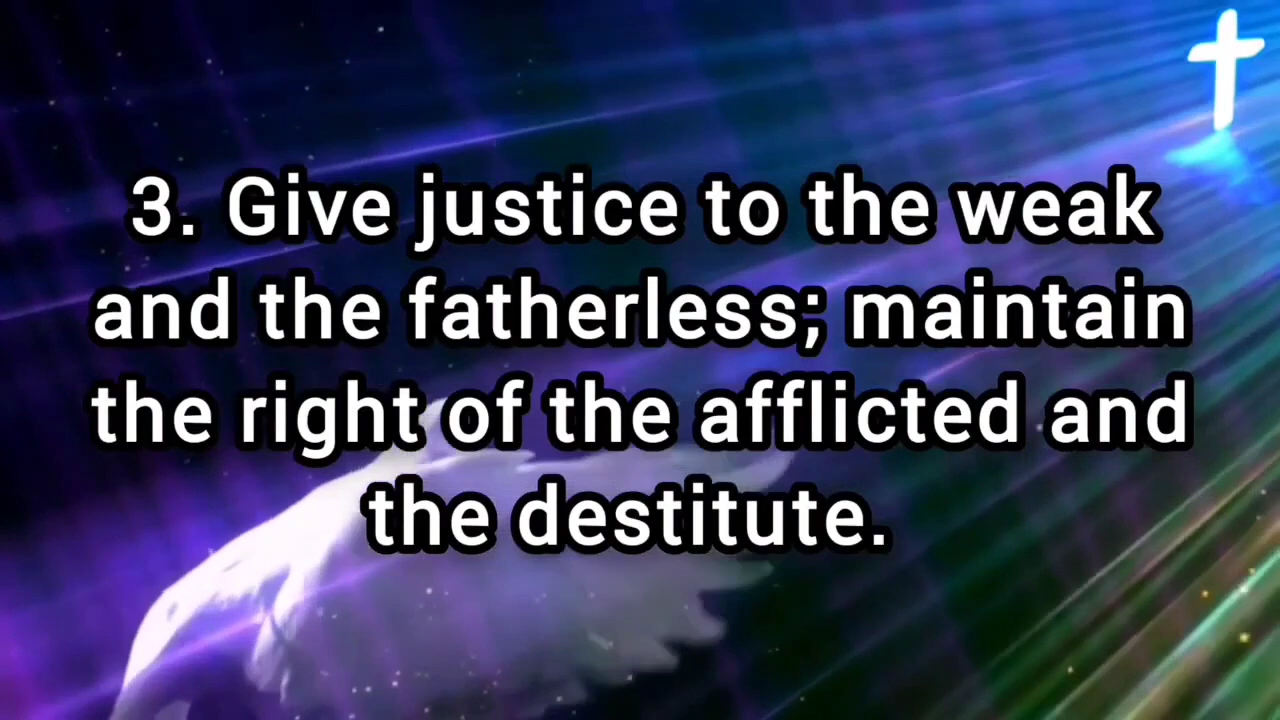 3. Give justice to the weak
and the fatherless; maintain
the right of the afflicted and
the destitute.